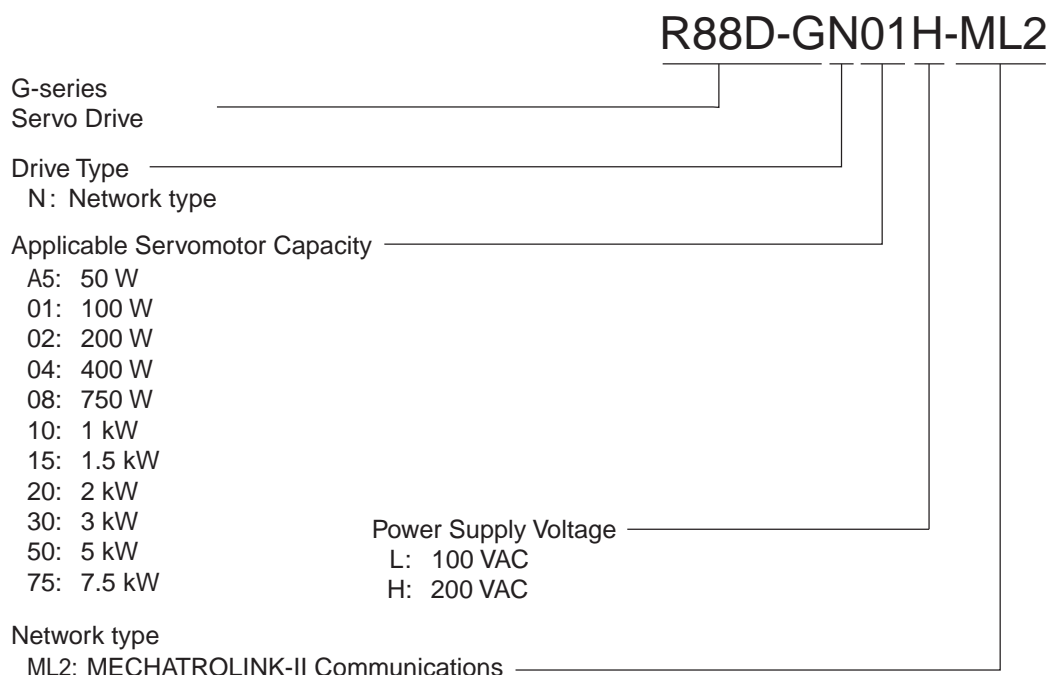 R88D-GN01H-ML2
G-series
Servo Drive
Drive Type
N: Network type
Applicable Servomotor Capacity
A5: 50 W
01: 100 W
02: 200 W
04: 400 W
08: 750 W
10: 1 kW
15: 1.5 kW
20: 2 kW
30: 3 kW
50: 5 kW
75: 7.5 kW
Power Supply Voltage
L: 100 VAC
H: 200 VAC
Network type
ML2: MECHATROLINK-II Communications